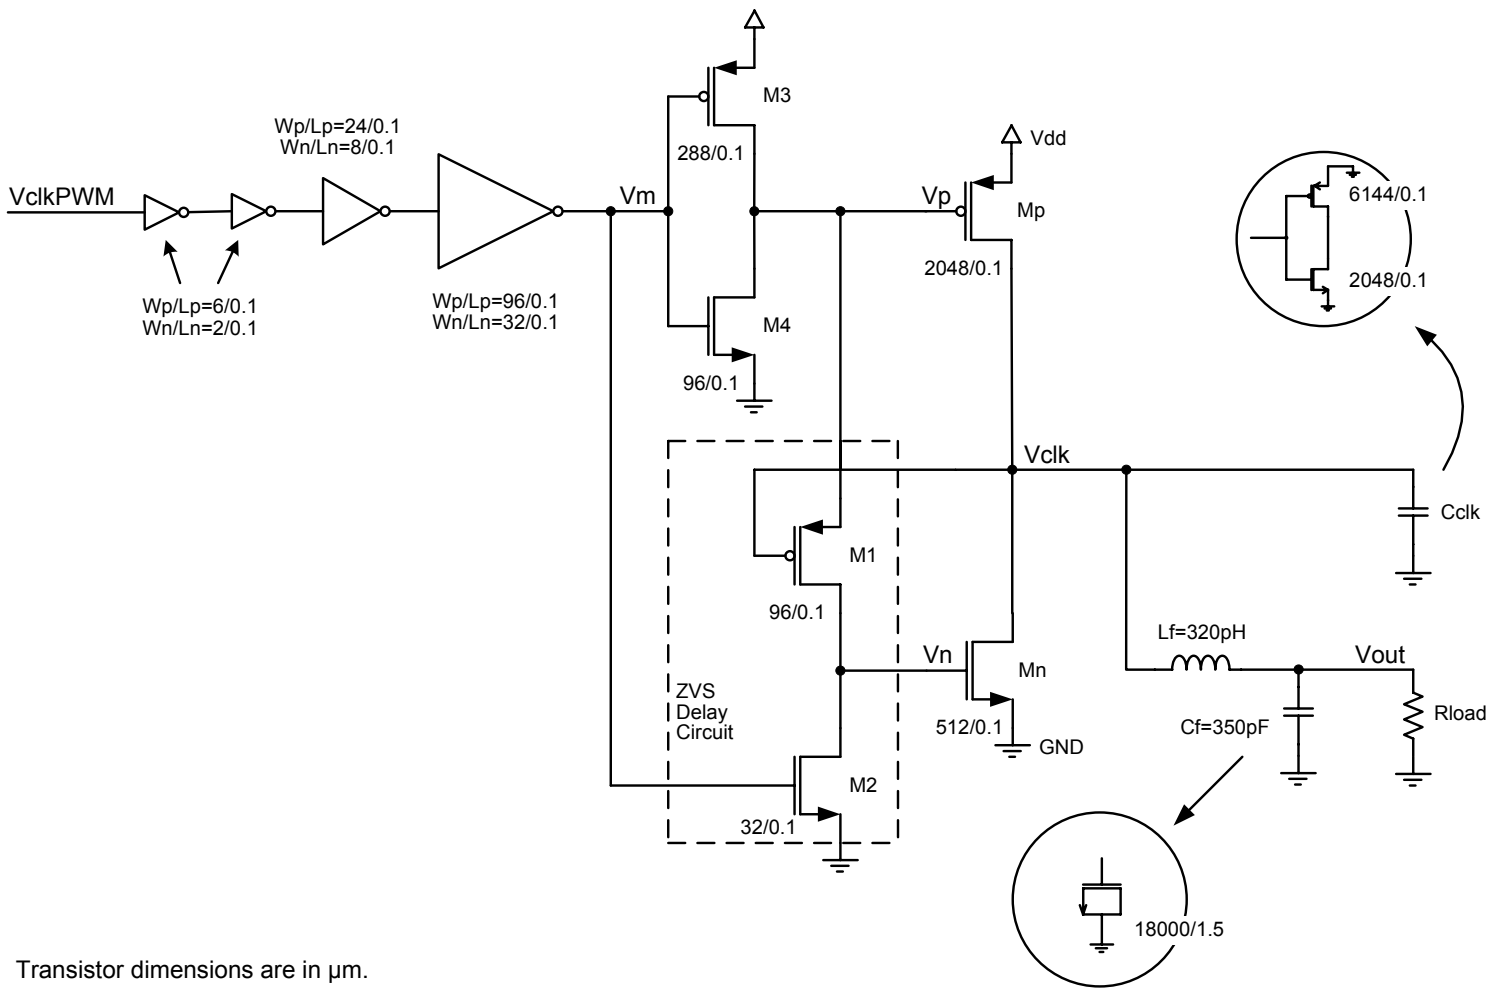 M3
Wp/Lp=24/0.1
Wn/Ln=8/0.1
288/0.1
Vdd
VclkPWM
Vm
Vp
Mp
6144/0.1
2048/0.1
2048/0.1
Wp/Lp=6/0.1
Wn/Ln=2/0.1
Wp/Lp=96/0.1
Wn/Ln=32/0.1
M4
96/0.1
Vclk
Cclk
M1
96/0.1
Lf=320pH
Vn
Mn
Vout
ZVS
Delay
Circuit
512/0.1
GND
Cf=350pF
Rload
M2
32/0.1
18000/1.5
Transistor dimensions are in µm.